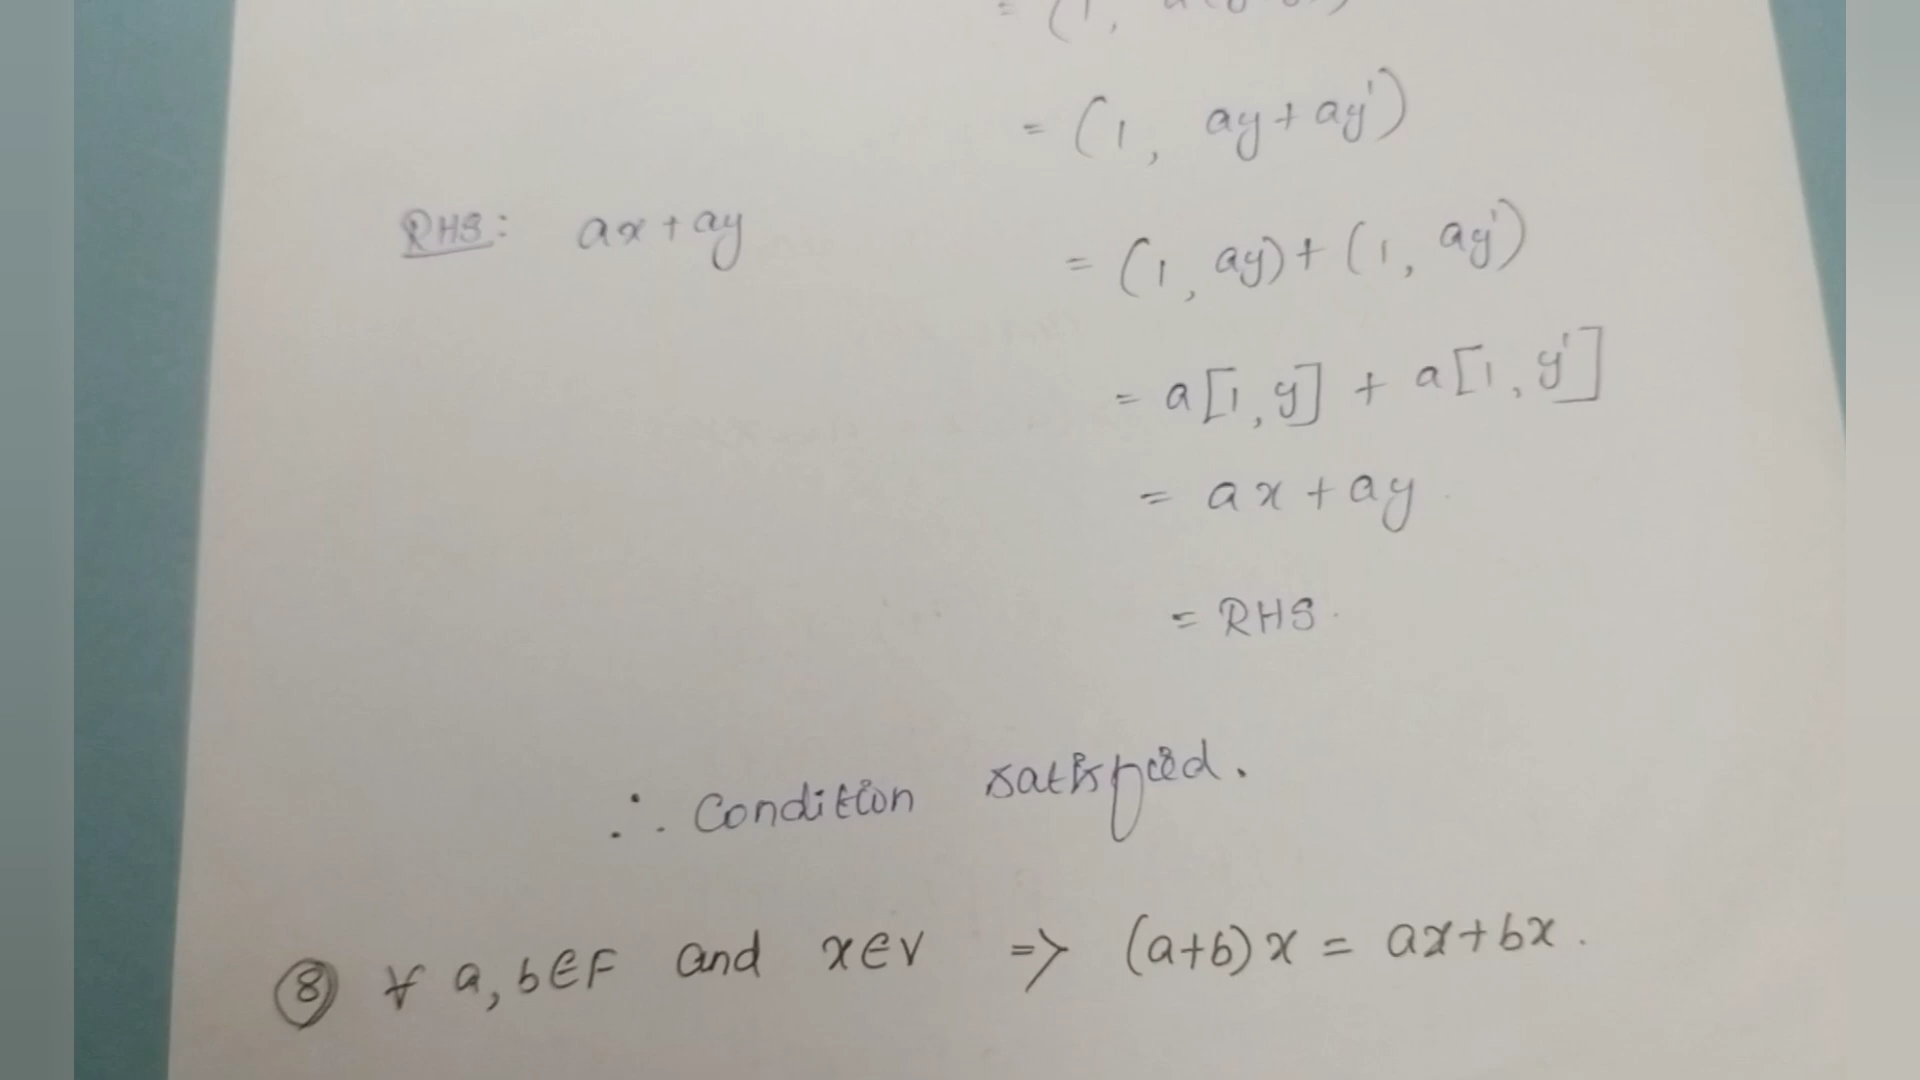 = (1, ay + ay')
RHS: ax + ay = (1, ay) + (1, ay')
= a[1, y] + a[1, y']
= ax + ay.
= RHS.
∴ Condition satisfied.
⑧ ∀ a, b ∈ F and x ∈ V => (a+b) x = ax + bx.